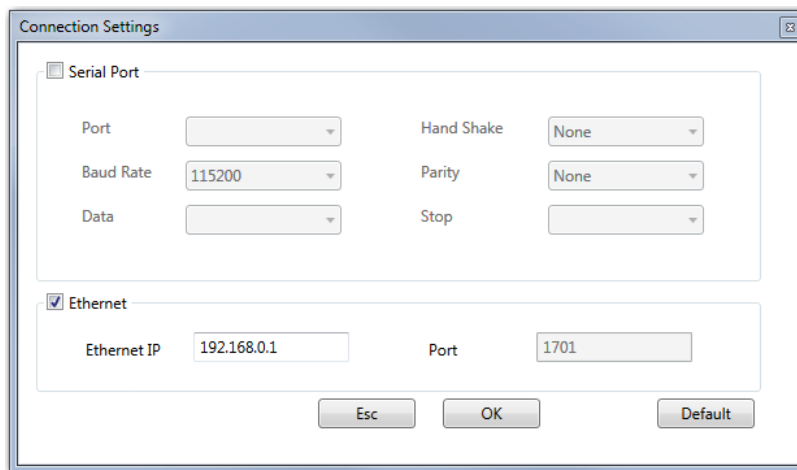 Connection Settings
Serial Port
Port
Hand Shake None
Baud Rate 115200
Parity None
Data
Stop
Ethernet
Ethernet IP 192.168.0.1
Port 1701
Esc OK Default